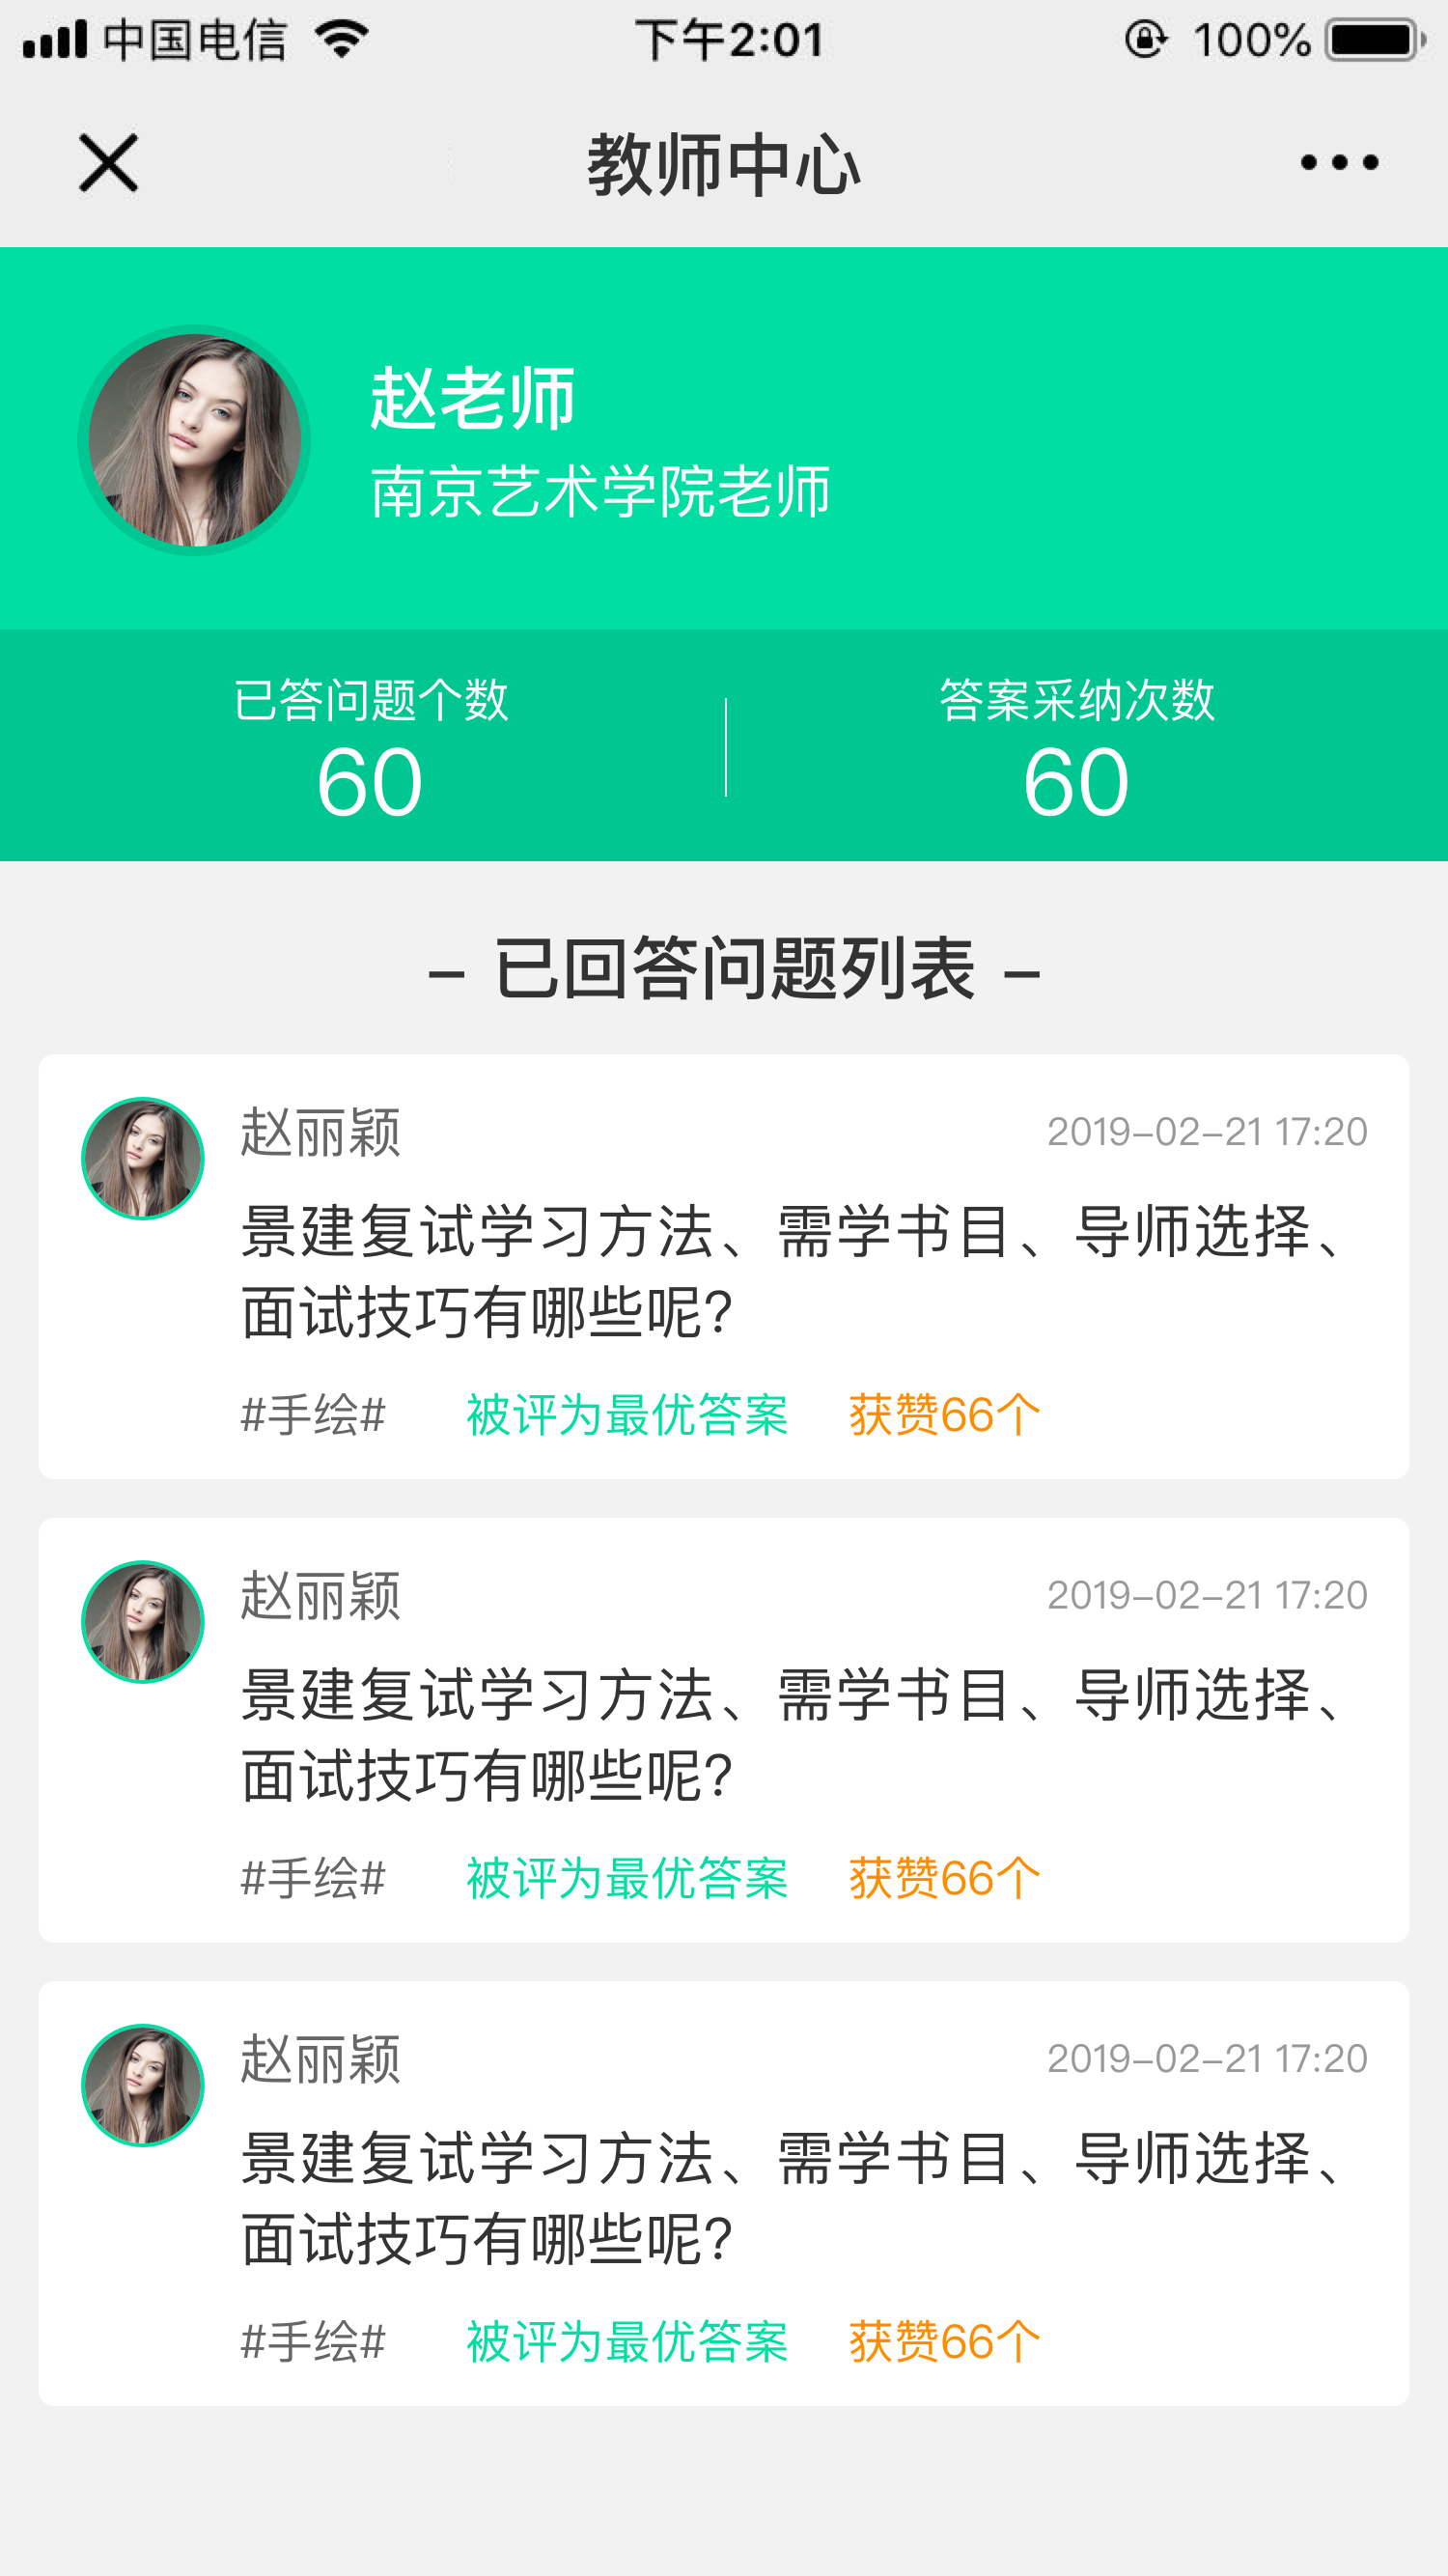 中国电信 下午2:01 100%
教师中心
赵老师
南京艺术学院老师
已答问题个数 答案采纳次数
60 60
– 已回答问题列表 –
赵丽颖 2019-02-21 17:20
景建复试学习方法、需学书目、导师选择、
面试技巧有哪些呢?
#手绘# 被评为最优答案 获赞66个
赵丽颖 2019-02-21 17:20
景建复试学习方法、需学书目、导师选择、
面试技巧有哪些呢?
#手绘# 被评为最优答案 获赞66个
赵丽颖 2019-02-21 17:20
景建复试学习方法、需学书目、导师选择、
面试技巧有哪些呢?
#手绘# 被评为最优答案 获赞66个